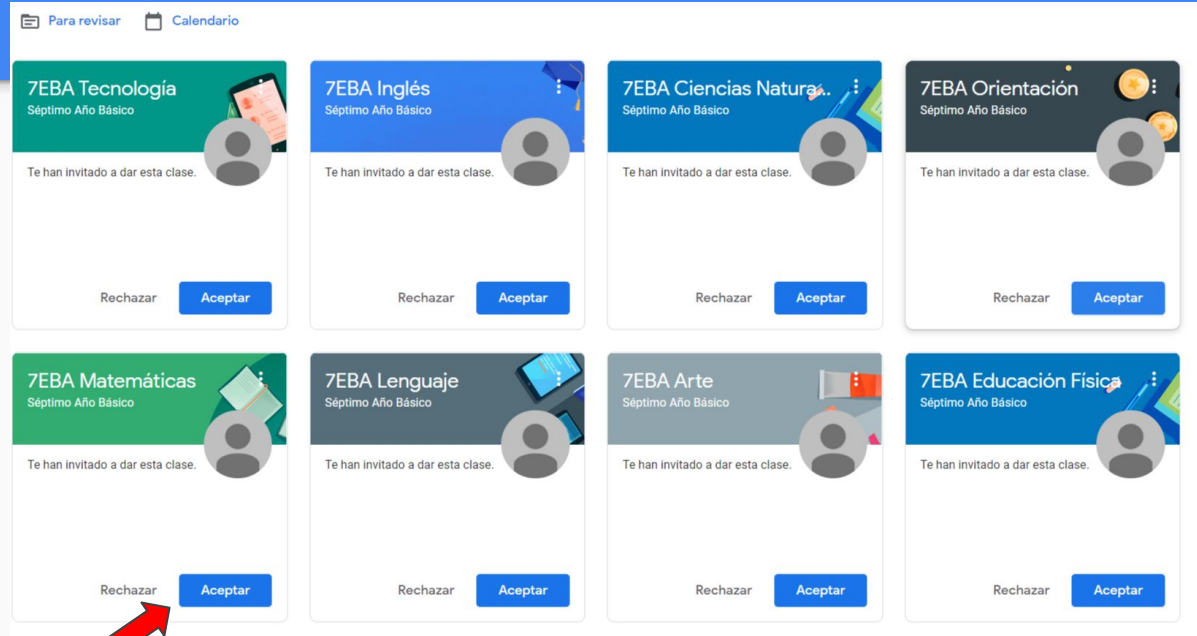 Para revisar
Calendario
7EBA Tecnología
Séptimo Año Básico
Te han invitado a dar esta clase.
Rechazar
Aceptar
7EBA Inglés
Séptimo Año Básico
Te han invitado a dar esta clase.
Rechazar
Aceptar
7EBA Ciencias Natura...
Séptimo Año Básico
Te han invitado a dar esta clase.
Rechazar
Aceptar
7EBA Orientación
Séptimo Año Básico
Te han invitado a dar esta clase.
Rechazar
Aceptar
7EBA Matemáticas
Séptimo Año Básico
Te han invitado a dar esta clase.
Rechazar
Aceptar
7EBA Lenguaje
Séptimo Año Básico
Te han invitado a dar esta clase.
Rechazar
Aceptar
7EBA Arte
Séptimo Año Básico
Te han invitado a dar esta clase.
Rechazar
Aceptar
7EBA Educación Física
Séptimo Año Básico
Te han invitado a dar esta clase.
Rechazar
Aceptar